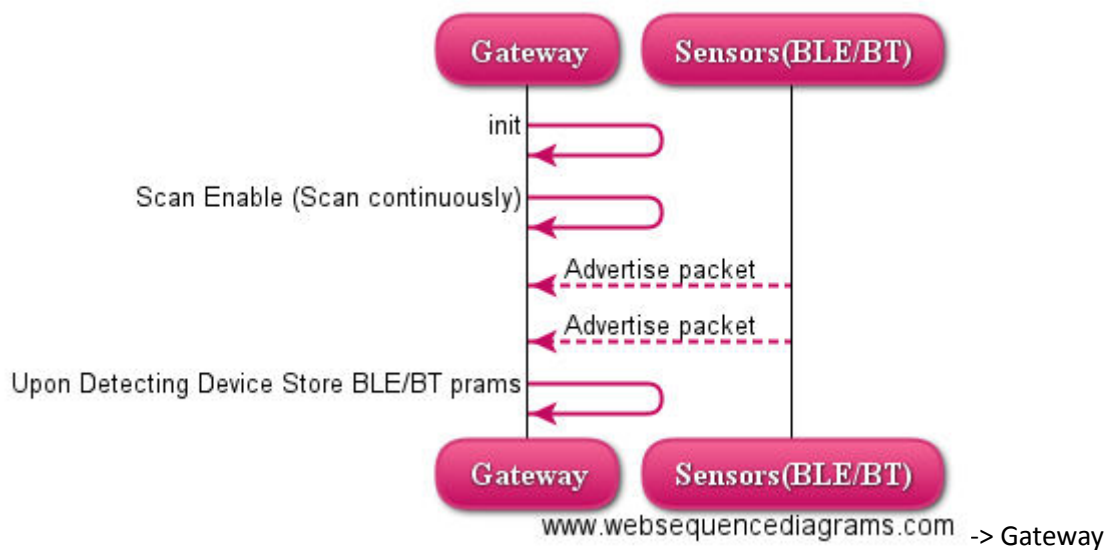 Gateway
Sensors(BLE/BT)
init
Scan Enable (Scan continuously)
Advertise packet
Advertise packet
Upon Detecting Device Store BLE/BT prams
Gateway
Sensors(BLE/BT)
www.websequencediagrams.com -> Gateway